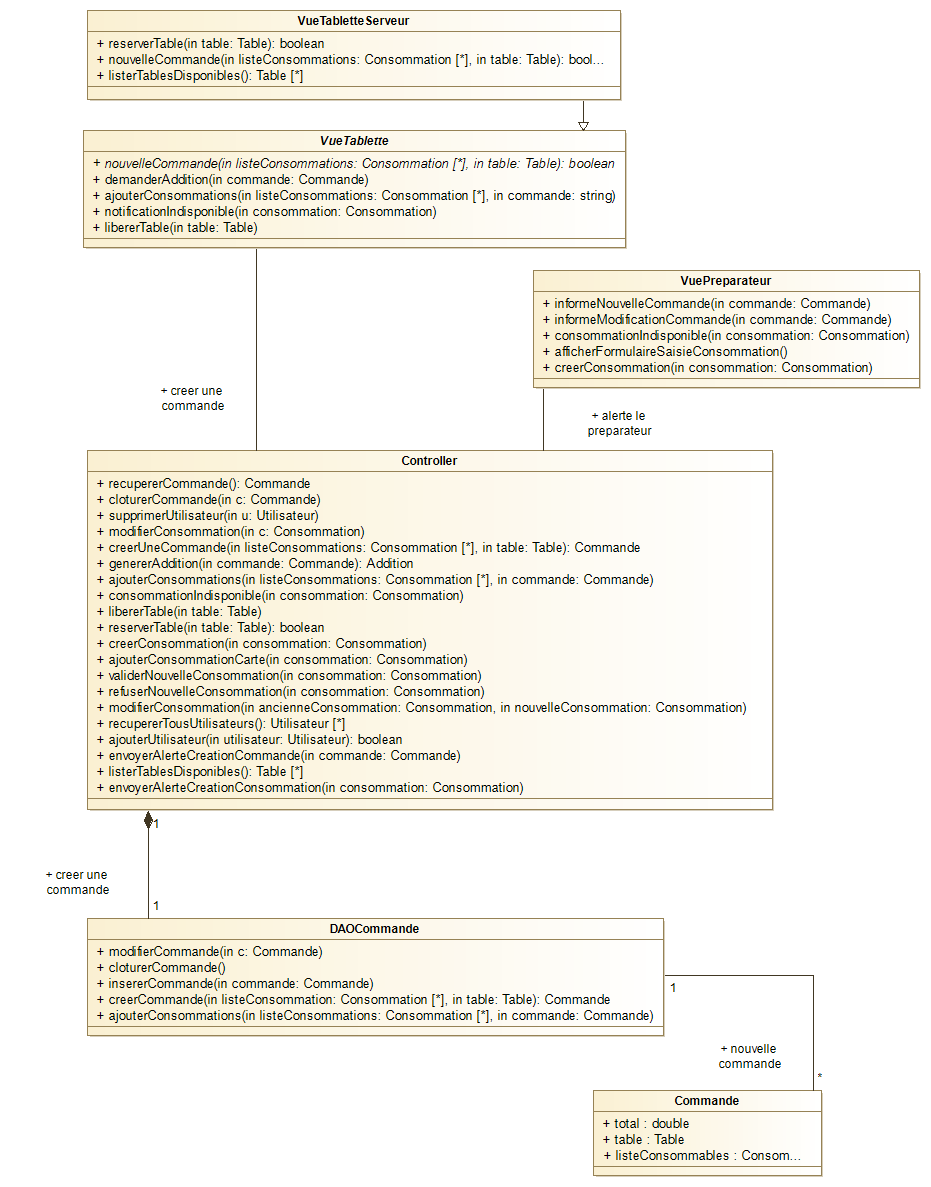 VueTabletteServeur
+ reserverTable(in table: Table): boolean
+ nouvelleCommande(in listeConsommations: Consommation [*], in table: Table): bool...
+ listerTablesDisponibles(): Table [*]
VueTablette
+ nouvelleCommande(in listeConsommations: Consommation [*], in table: Table): boolean
+ demanderAddition(in commande: Commande)
+ ajouterConsommations(in listeConsommations: Consommation [*], in commande: string)
+ notificationIndisponible(in consommation: Consommation)
+ libererTable(in table: Table)
VuePreparateur
+ informeNouvelleCommande(in commande: Commande)
+ informeModificationCommande(in commande: Commande)
+ consommationIndisponible(in consommation: Consommation)
+ afficherFormulaireSaisieConsommation()
+ creerConsommation(in consommation: Consommation)
+ creer une
commande
+ alerte le
preparateur
Controller
+ recupererCommande(): Commande
+ cloturerCommande(in c: Commande)
+ supprimerUtilisateur(in u: Utilisateur)
+ modifierConsommation(in c: Consommation)
+ creerUneCommande(in listeConsommations: Consommation [*], in table: Table): Commande
+ genererAddition(in commande: Commande): Addition
+ ajouterConsommations(in listeConsommations: Consommation [*], in commande: Commande)
+ consommationIndisponible(in consommation: Consommation)
+ libererTable(in table: Table)
+ reserverTable(in table: Table): boolean
+ creerConsommation(in consommation: Consommation)
+ ajouterConsommationCarte(in consommation: Consommation)
+ validerNouvelleConsommation(in consommation: Consommation)
+ refuserNouvelleConsommation(in consommation: Consommation)
+ modifierConsommation(in ancienneConsommation: Consommation, in nouvelleConsommation: Consommation)
+ recupererTousUtilisateurs(): Utilisateur [*]
+ ajouterUtilisateur(in utilisateur: Utilisateur): boolean
+ envoyerAlerteCreationCommande(in commande: Commande)
+ listerTablesDisponibles(): Table [*]
+ envoyerAlerteCreationConsommation(in consommation: Consommation)
1
+ creer une
commande
1
DAOCommande
+ modifierCommande(in c: Commande)
+ cloturerCommande()
+ insererCommande(in commande: Commande)
+ creerCommande(in listeConsommation: Consommation [*], in table: Table): Commande
+ ajouterConsommations(in listeConsommations: Consommation [*], in commande: Commande)
1
+ nouvelle
commande
*
Commande
+ total : double
+ table : Table
+ listeConsommables : Consom...